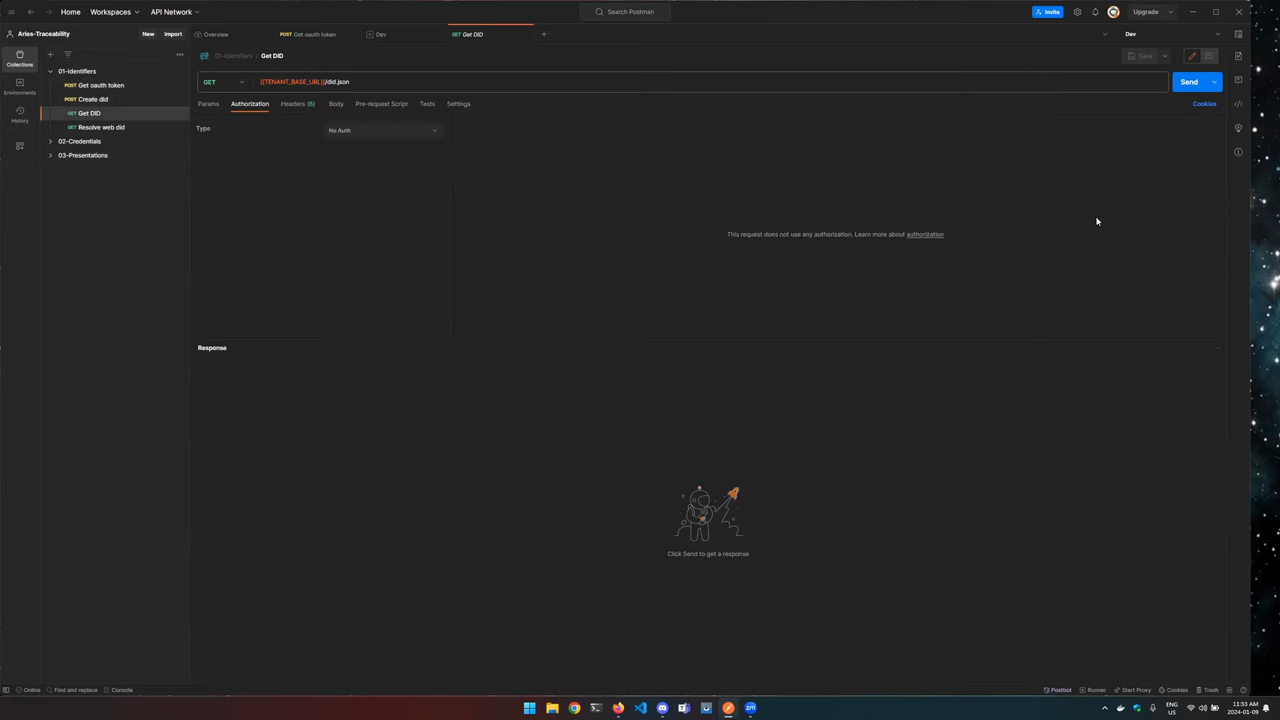 Home Workspaces API Network Search Postman Invite Upgrade
Aries-Traceability New Import Overview POST Get oauth token Dev GET Get DID Dev
Collections
Environments
History
01-Identifiers
POST Get oauth token
POST Create did
GET Get DID
GET Resolve web did
02-Credentials
03-Presentations
01-Identifiers / Get DID Save
GET {{TENANT_BASE_URL}}/did.json Send
Params Authorization Headers (6) Body Pre-request Script Tests Settings Cookies
Type No Auth
This request does not use any authorization. Learn more about authorization
Response
Click Send to get a response
Online Find and replace Console Postbot Runner Start Proxy Cookies Trash
ENG
US
11:33 AM
2024-01-09